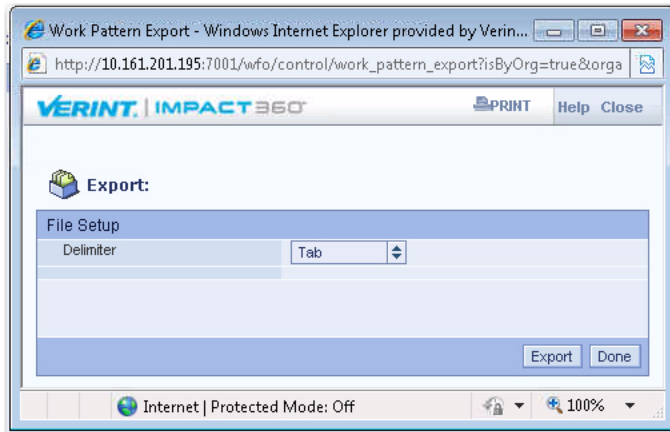 Work Pattern Export - Windows Internet Explorer provided by Verin...
http://10.161.201.195:7001/wfo/control/work_pattern_export?isByOrg=true&orga
VERINT. | IMPACT360° PRINT Help Close
Export:
File Setup
Delimiter Tab
Export Done
Internet | Protected Mode: Off 100%